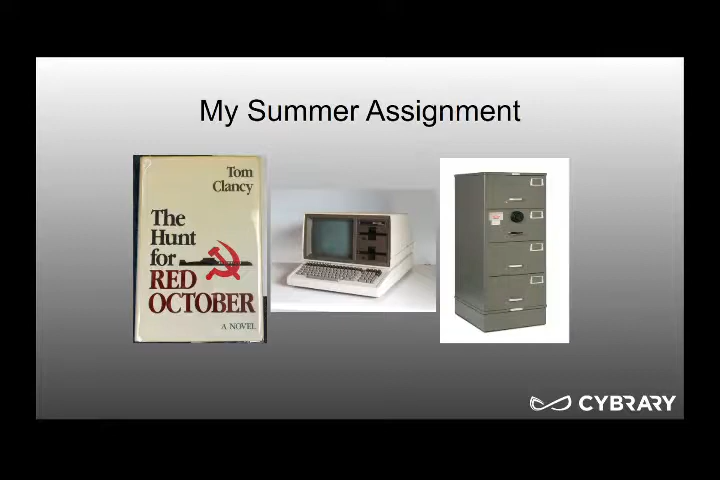 My Summer Assignment
Tom
Clancy
The
Hunt
for
RED
OCTOBER
A NOVEL
CYBRARY